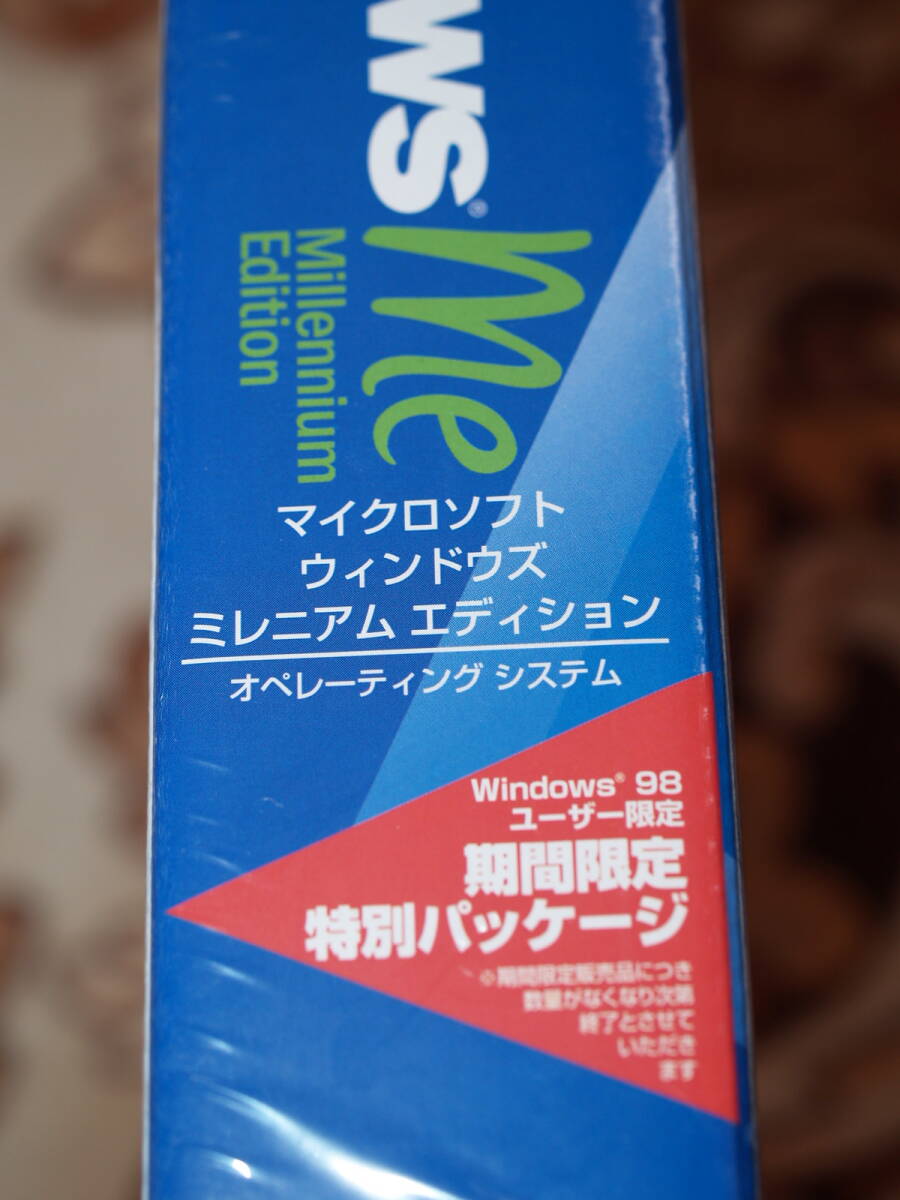 WS®
Me
Millennium
Edition
マイクロソフト
ウィンドウズ
ミレニアム エディション
オペレーティング システム
Windows® 98
ユーザー限定
期間限定
特別パッケージ
※期間限定販売品につき
数量がなくなり次第
終了とさせて
いただき
ます